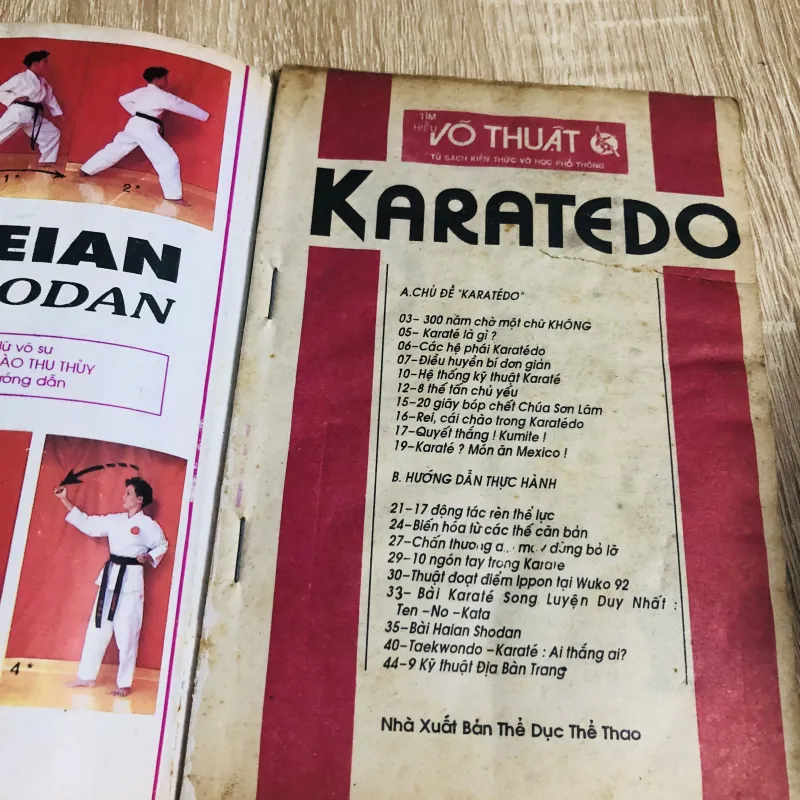 1*
2*
EIAN
ODAN
võ sư
ÀO THU THỦY
ướng dẫn
4*
TÌM
HIỂU
VÕ THUẬT
TỦ SÁCH KIẾN THỨC VÕ HỌC PHỔ THÔNG
KARATEDO
A.CHỦ ĐỀ "KARATÉDO"
03- 300 năm chờ một chữ KHÔNG
05- Karaté là gì ?
06-Các hệ phái Karatédo
07-Điều huyền bí đơn giản
10-Hệ thống kỹ thuật Karaté
12-8 thế tấn chủ yếu
15-20 giây bóp chết Chúa Sơn Lâm
16-Rei, cái chào trong Karatédo
17-Quyết thắng ! Kumite !
19-Karaté ? Món ăn Mexico !
B. HƯỚNG DẪN THỰC HÀNH
21-17 động tác rèn thể lực
24-Biến hóa từ các thế căn bản
27-Chấn thương đừng bỏ lỡ
29-10 ngón tay trong Karate
30-Thuật đoạt điểm Ippon tại Wuko 92
33- Bài Karaté Song Luyện Duy Nhất :
Ten -No -Kata
35-Bài Haian Shodan
40-Taekwondo -Karaté : Ai thắng ai?
44-9 Kỹ thuật Địa Bàn Trang
Nhà Xuất Bản Thể Dục Thể Thao